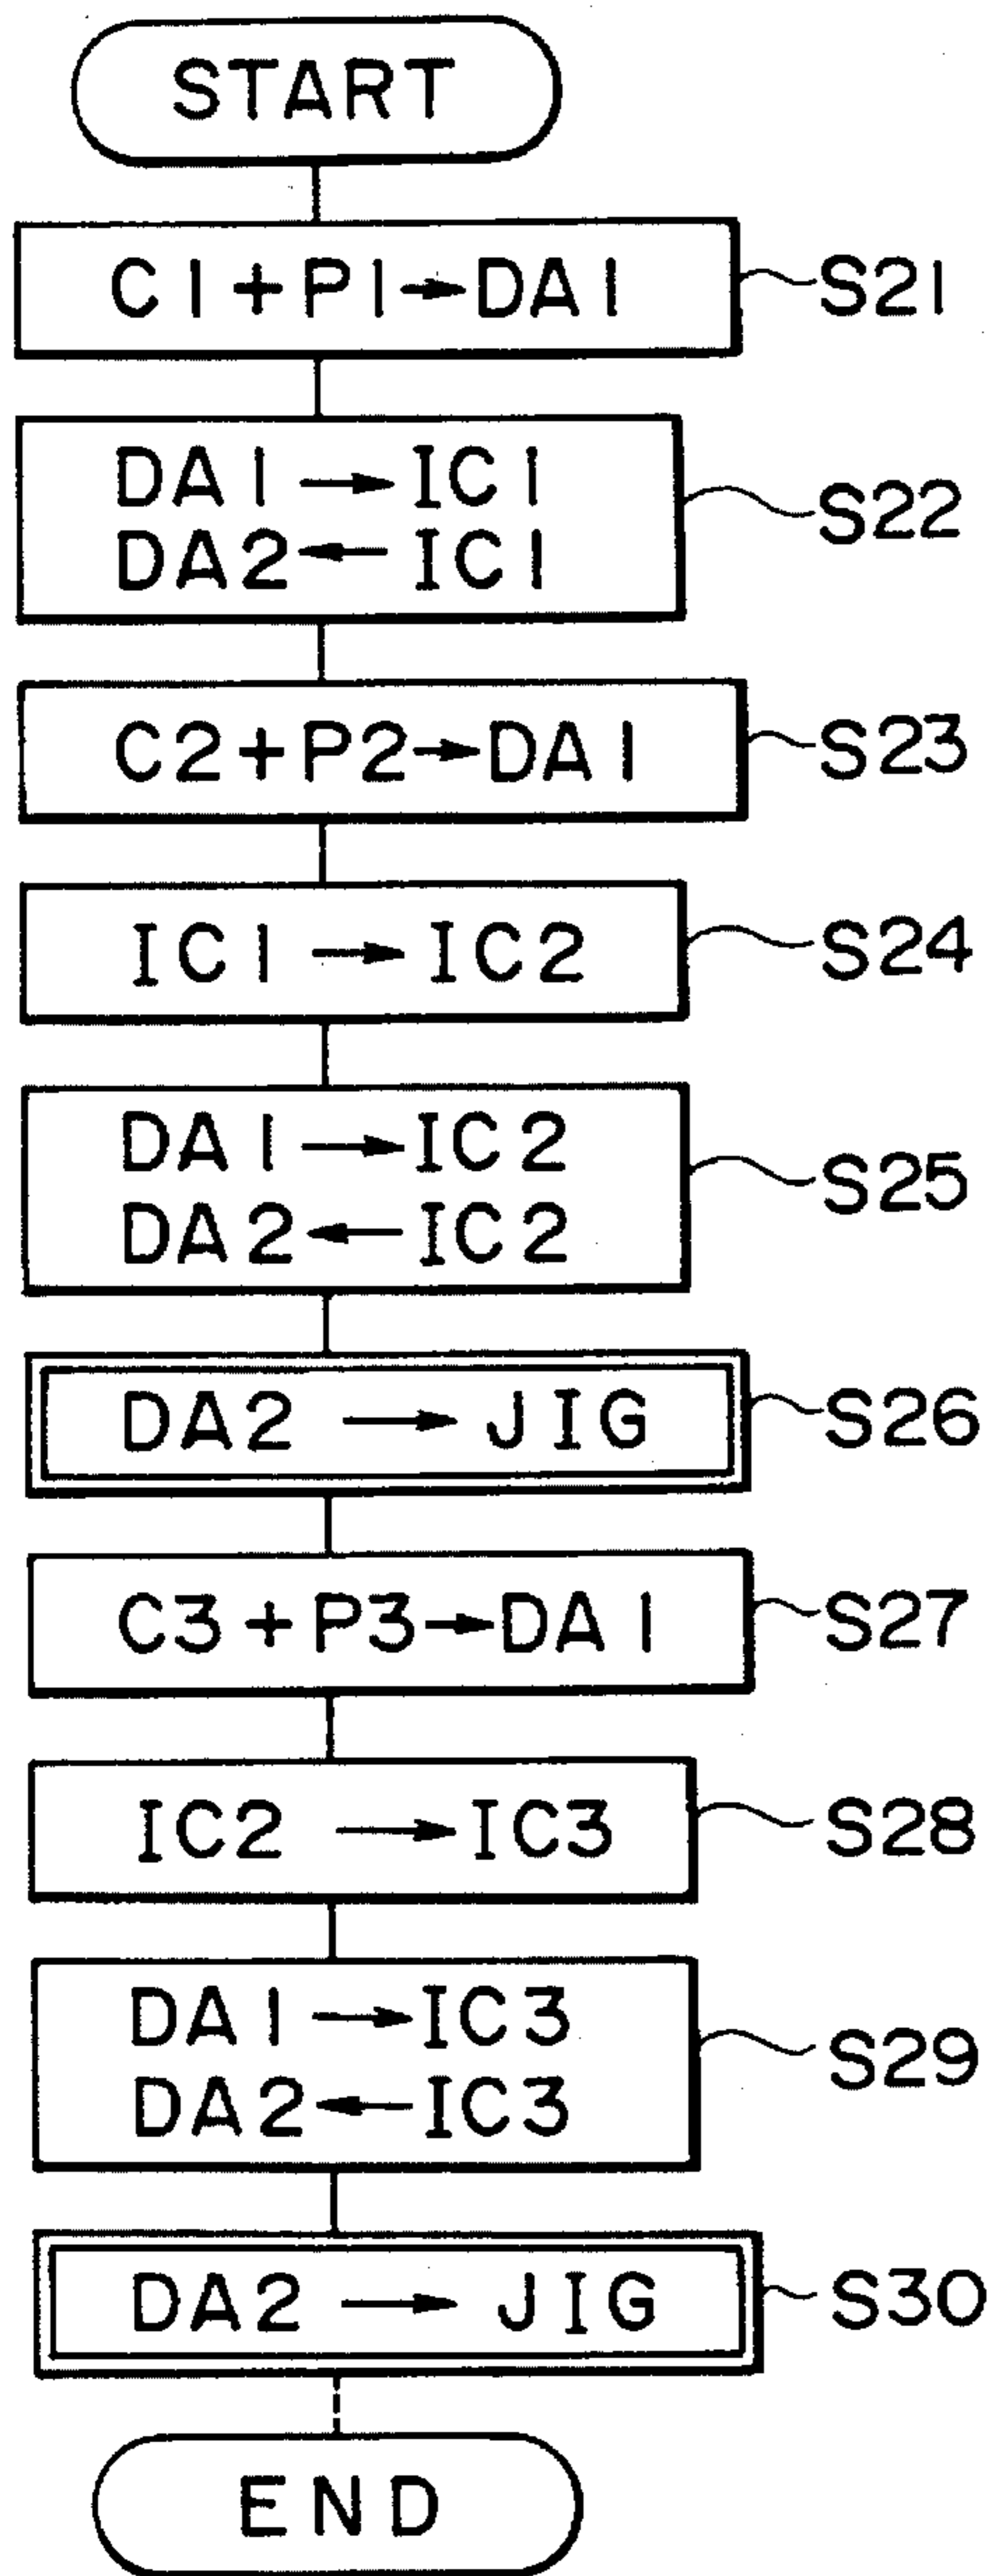 START
C1+P1→DA1 S21
DA1→IC1
DA2←IC1
S22
C2+P2→DA1 S23
IC1→IC2 S24
DA1→IC2
DA2←IC2
S25
DA2→JIG S26
C3+P3→DA1 S27
IC2→IC3 S28
DA1→IC3
DA2←IC3
S29
DA2→JIG S30
END